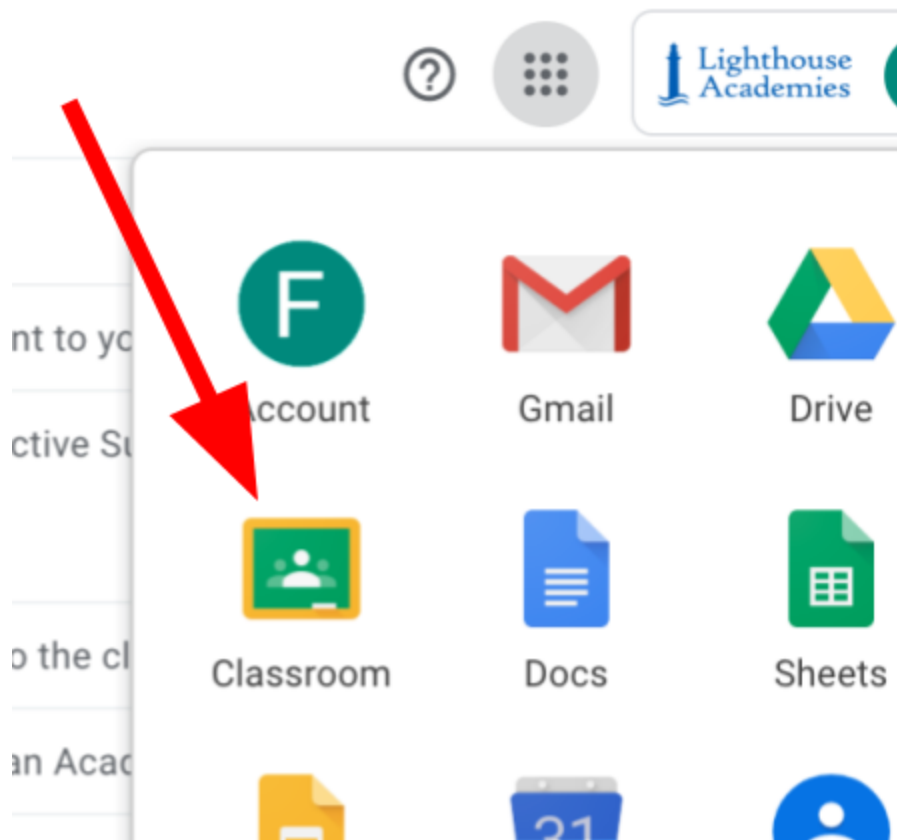 Lighthouse
Academies
F
nt to yo
Account
Gmail
Drive
ctive Su
Classroom
Docs
Sheets
o the cl
an Acad
31